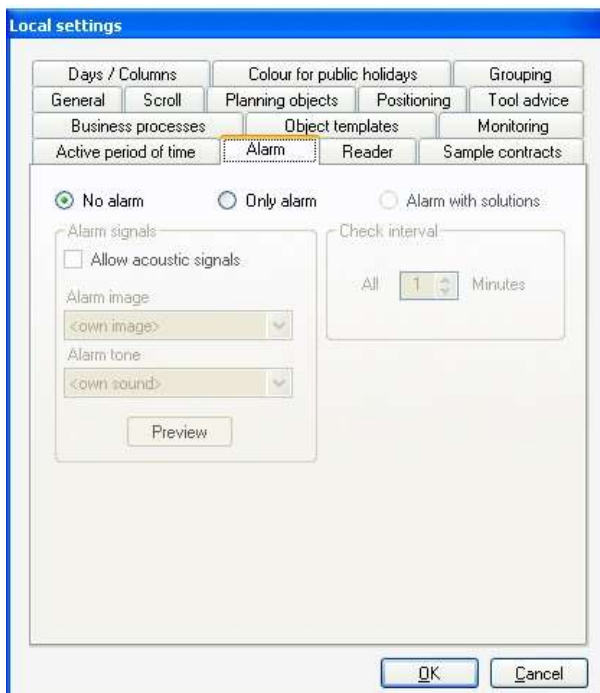 Local settings
Days / Columns Colour for public holidays Grouping
General Scroll Planning objects Positioning Tool advice
Business processes Object templates Monitoring
Active period of time Alarm Reader Sample contracts
No alarm Only alarm Alarm with solutions
Alarm signals Check interval
Allow acoustic signals
All 1 Minutes
Alarm image
<own image>
Alarm tone
<own sound>
Preview
OK Cancel